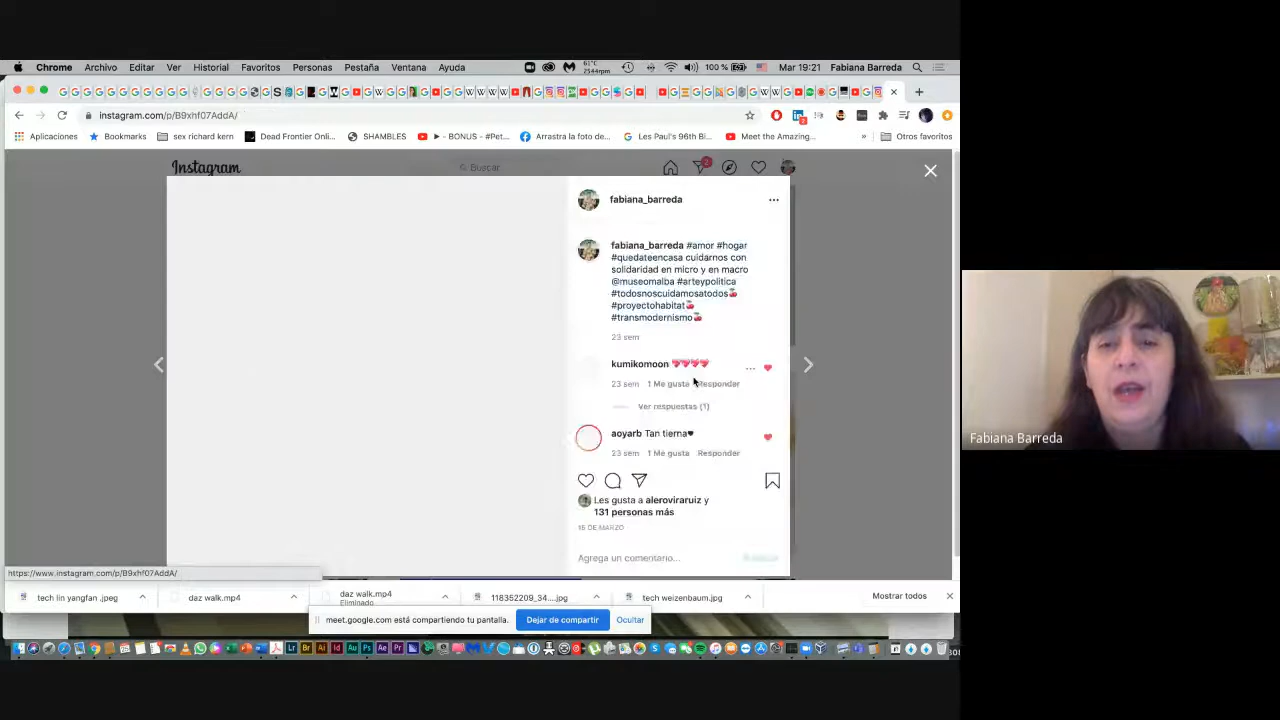 Chrome Archivo Editar Ver Historial Favoritos Personas Pestaña Ventana Ayuda 61°C 2544rpm 100 % Mar 19:21 Fabiana Barreda
instagram.com/p/B9xhf07AddA/
Aplicaciones Bookmarks sex richard kern Dead Frontier Onli... SHAMBLES ► - BONUS - #Pet... Arrastra la foto de... Les Paul's 96th Bi... Meet the Amazing... » Otros favoritos
Instagram Buscar 2
fabiana_barreda
fabiana_barreda #amor #hogar
#quedateencasa cuidarnos con
solidaridad en micro y en macro
@museomalba #arteypolitica
#todosnoscuidamosatodos🍒
#proyectohabitat🍒
#transmodernismo🍒
23 sem
kumikomoon 💝💝💝💝
23 sem 1 Me gusta Responder
Ver respuestas (1)
aoyarb Tan tierna♥
23 sem 1 Me gusta Responder
Les gusta a aleroviraruiz y
131 personas más
15 DE MARZO
Agrega un comentario...
https://www.instagram.com/p/B9xhf07AddA/
tech lin yangfan .jpeg daz walk.mp4 daz walk.mp4 118352209_34....jpg tech weizenbaum.jpg Mostrar todos
Eliminado
meet.google.com está compartiendo tu pantalla. Dejar de compartir Ocultar
Fabiana Barreda